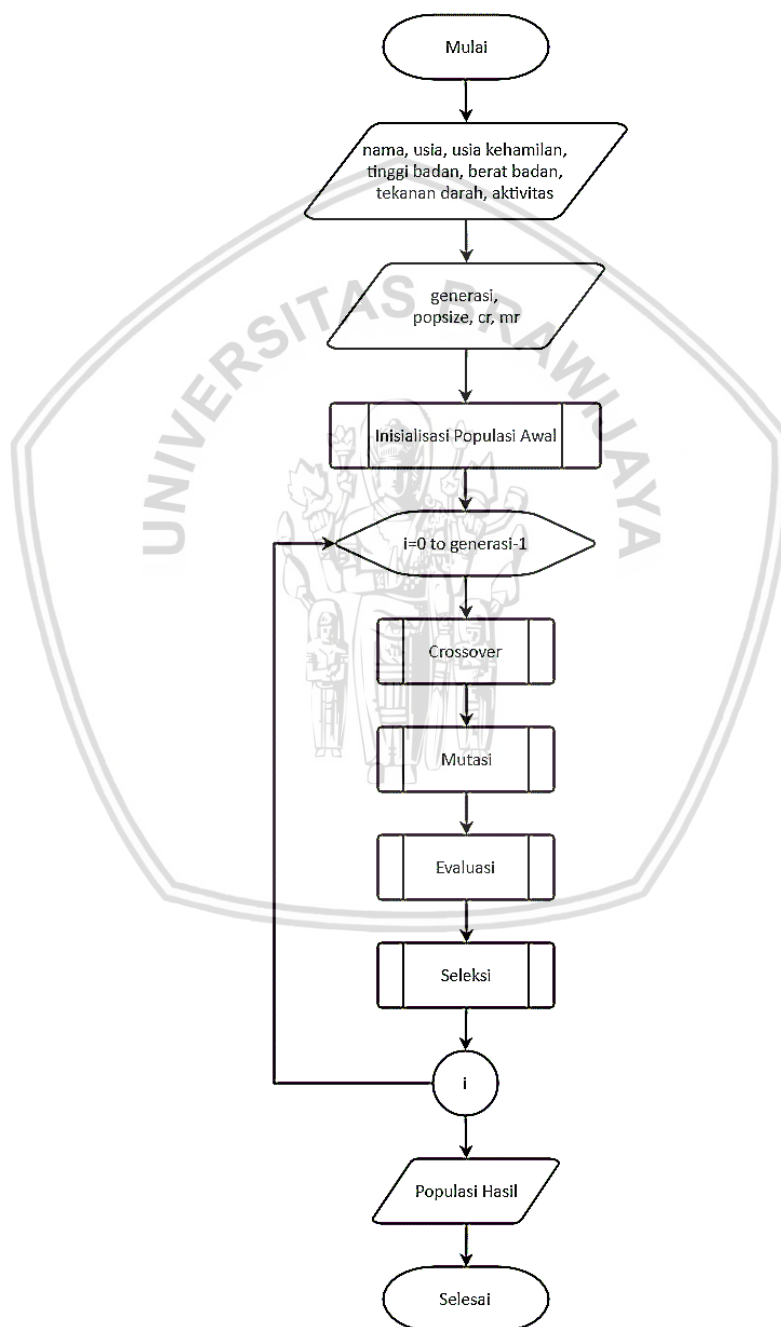 Mulai
nama, usia, usia kehamilan,
tinggi badan, berat badan,
tekanan darah, aktivitas
UNIVERSITAS BRAWIJAYA
generasi,
popsize, cr, mr
Inisialisasi Populasi Awal
i=0 to generasi-1
Crossover
Mutasi
Evaluasi
Seleksi
i
Populasi Hasil
Selesai